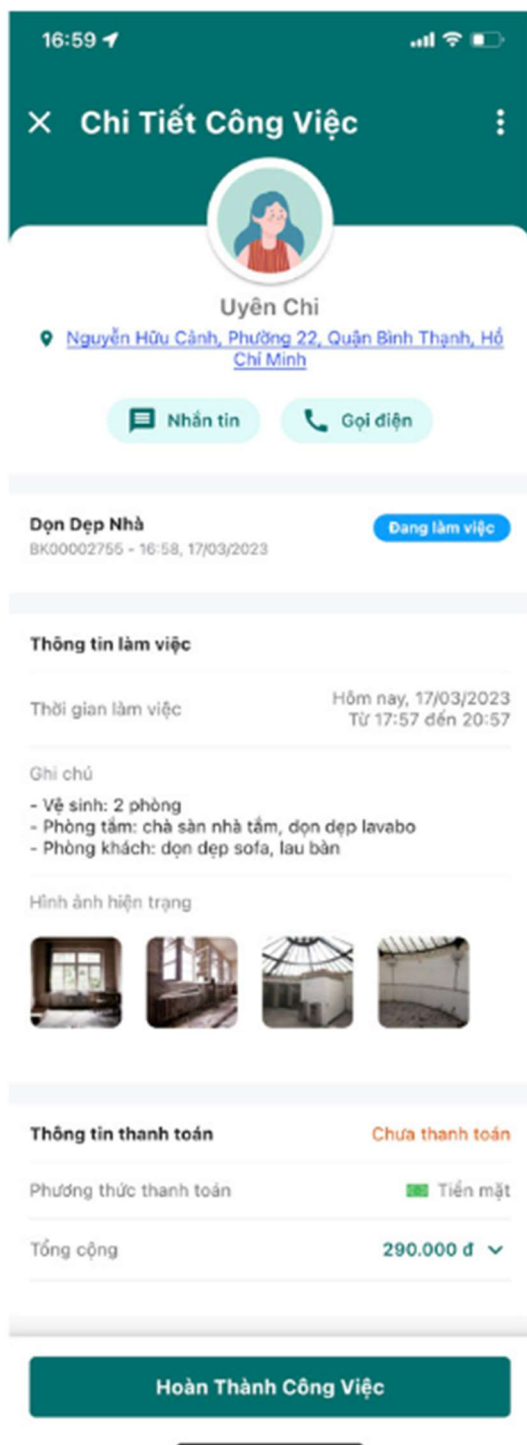 16:59
Chi Tiết Công Việc
Uyên Chi
Nguyễn Hữu Cảnh, Phường 22, Quận Bình Thạnh, Hồ
Chí Minh
Nhắn tin
Gọi điện
Dọn Dẹp Nhà
Đang làm việc
BK00002755 - 16:58, 17/03/2023
Thông tin làm việc
Thời gian làm việc
Hôm nay, 17/03/2023
Từ 17:57 đến 20:57
Ghi chú
- Vệ sinh: 2 phòng
- Phòng tắm: chà sàn nhà tắm, dọn dẹp lavabo
- Phòng khách: dọn dẹp sofa, lau bàn
Hình ảnh hiện trạng
Thông tin thanh toán
Chưa thanh toán
Phương thức thanh toán
Tiền mặt
Tổng cộng
290.000 đ
Hoàn Thành Công Việc